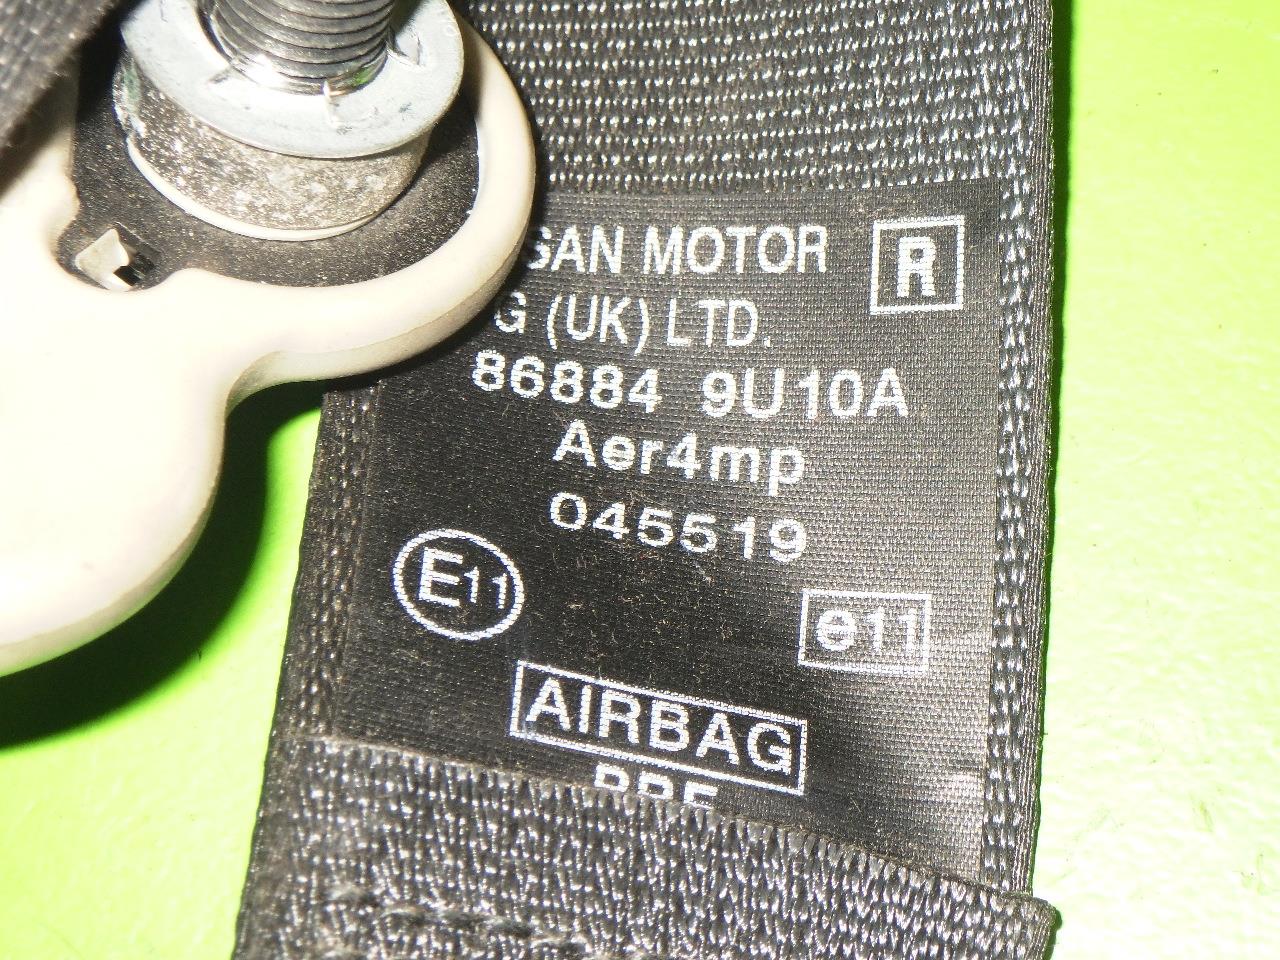 SAN MOTOR R
G (UK) LTD.
86884 9U10A
Aer4mp
045519
E11 e11
AIRBAG